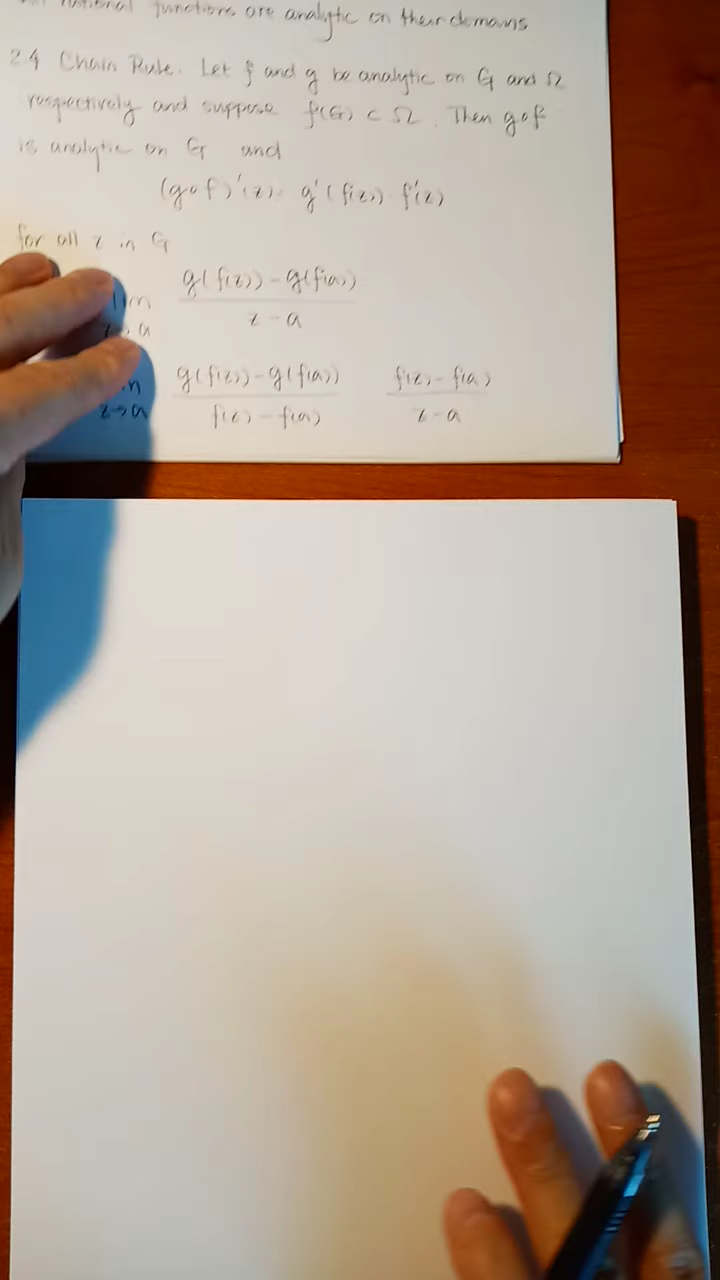 rational functions are analytic on their domains
2.4 Chain Rule. Let f and g be analytic on G and Ω
respectively and suppose f(G) ⊂ Ω. Then g∘f
is analytic on G and
(g∘f)'(z) = g'(f(z)) f'(z)
for all z in G
lim z→a g(f(z)) - g(f(a)) / z - a
z→a g(f(z)) - g(f(a)) / f(z) - f(a) f(z) - f(a) / z - a